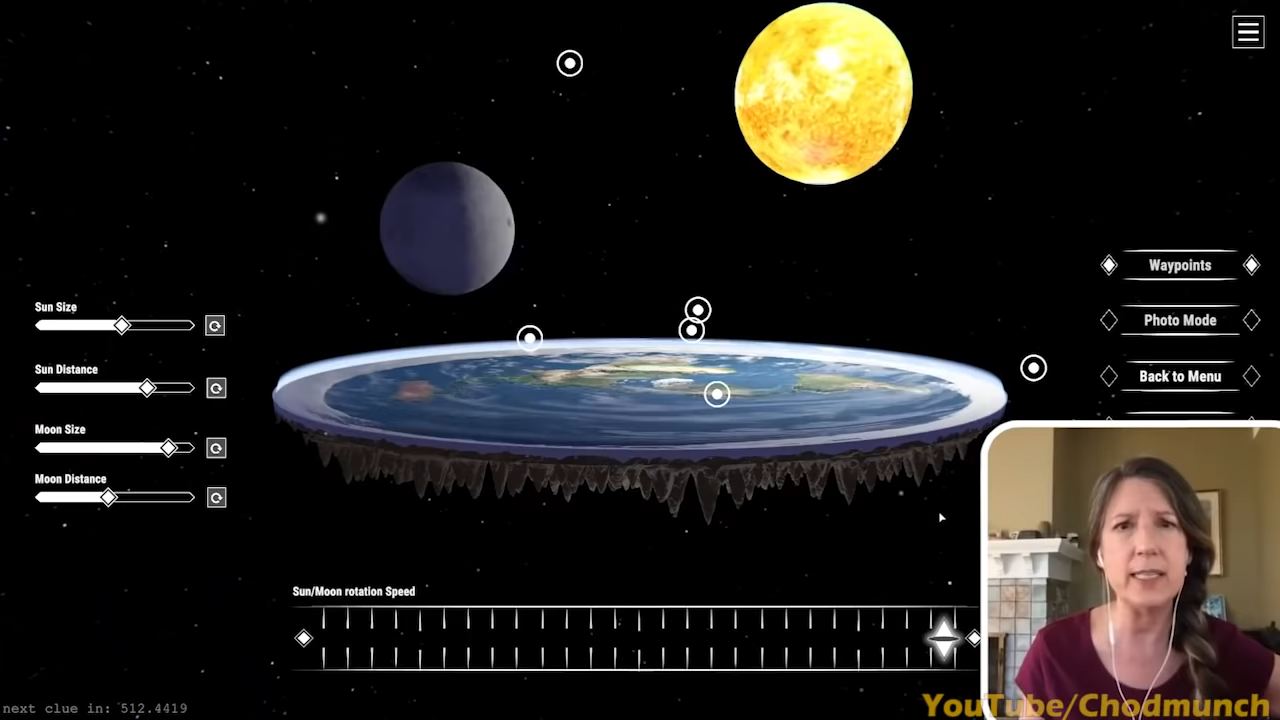 Sun Size
Sun Distance
Moon Size
Moon Distance
Waypoints
Photo Mode
Back to Menu
Sun/Moon rotation Speed
next clue in: 512.4419
YouTube/Chodmunch